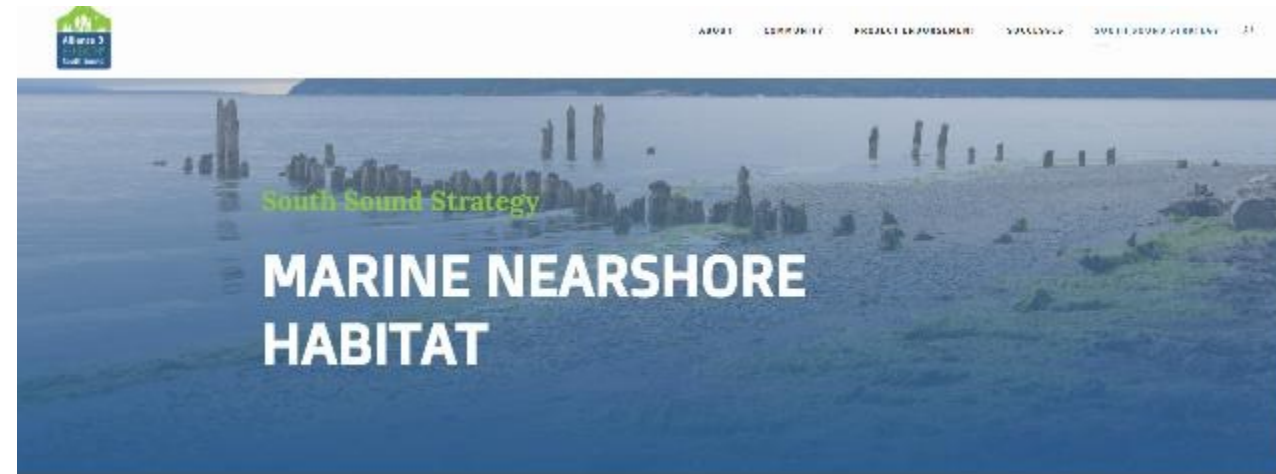 ABOUT COMMUNITY PROJECT ENDORSEMENT SUCCESSES SOUTH SOUND STRATEGY
South Sound Strategy
MARINE NEARSHORE
HABITAT